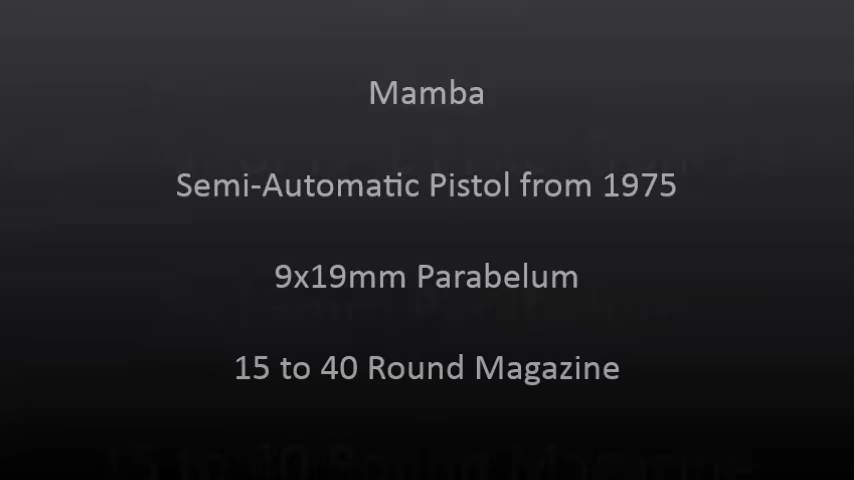 Mamba
Semi-Automatic Pistol from 1975
9x19mm Parabelum
15 to 40 Round Magazine